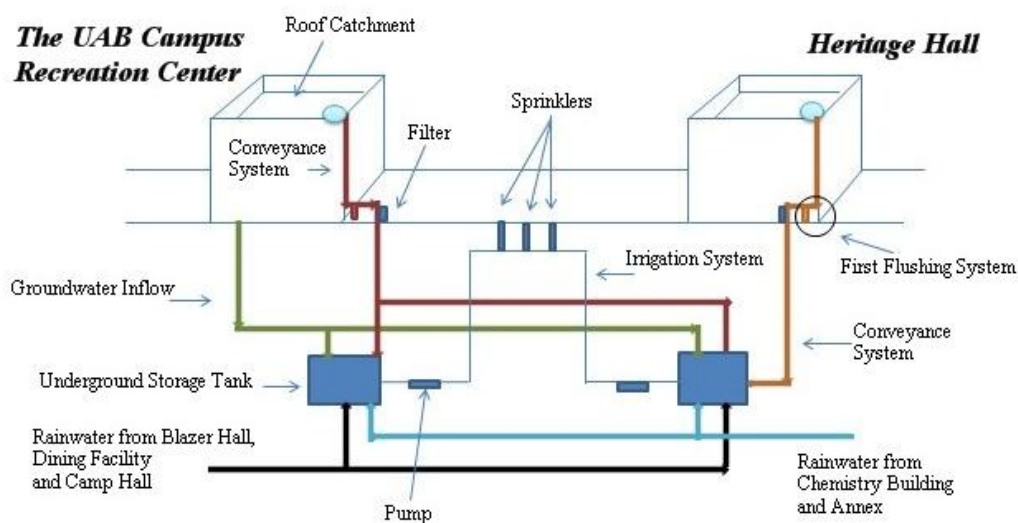 The UAB Campus
Recreation Center
Roof Catchment
Heritage Hall
Sprinklers
Filter
Conveyance
System
Irrigation System
First Flushing System
Groundwater Inflow
Conveyance
System
Underground Storage Tank
Rainwater from Blazer Hall,
Dining Facility
and Camp Hall
Rainwater from
Chemistry Building
and Annex
Pump